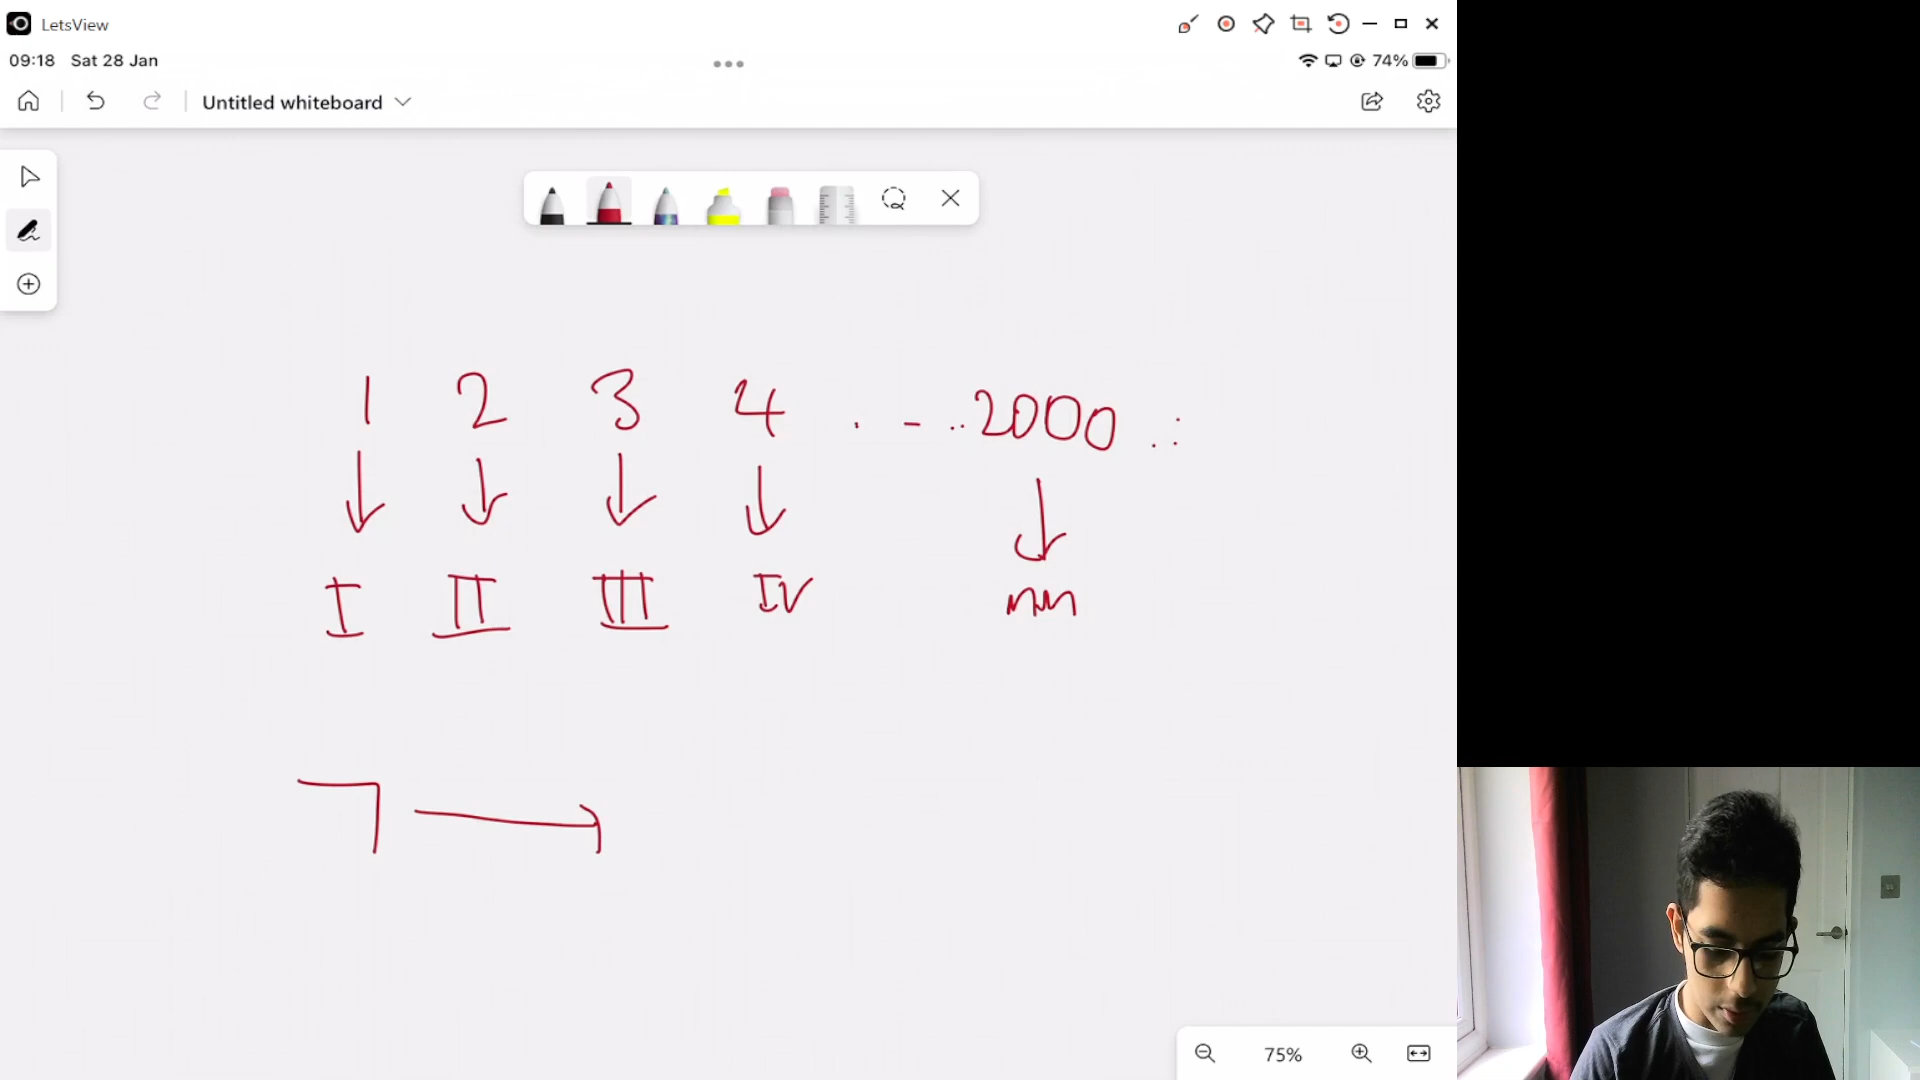 LetsView
09:18 Sat 28 Jan
74%
Untitled whiteboard
1 2 3 4 . - .. 2000 ...
I II III IV MM
7
75%